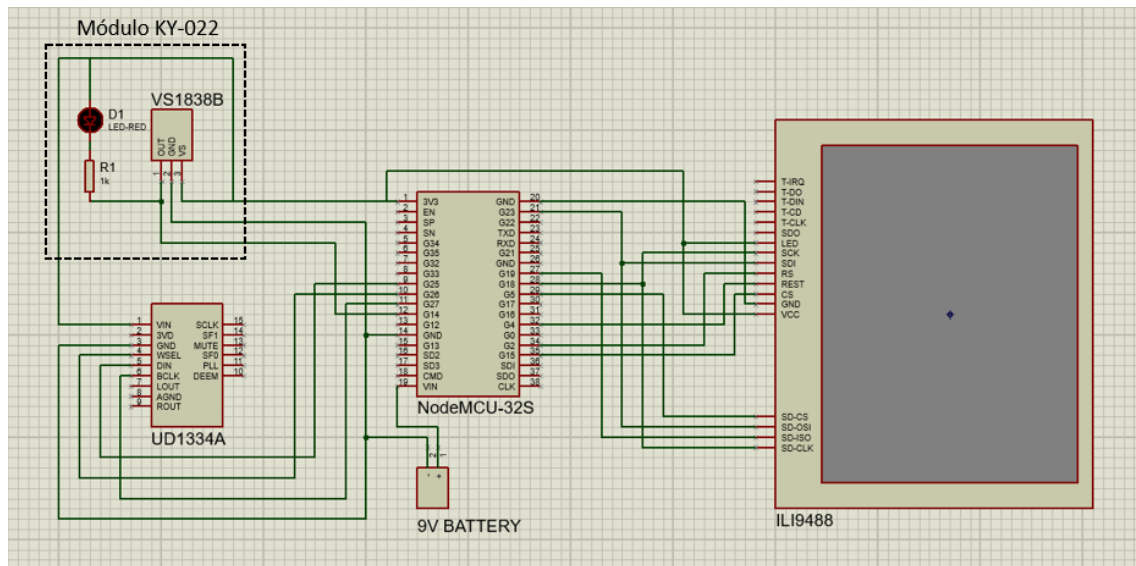 Módulo KY-022
VS1838B
D1
LED-RED
R1
1k
OUT
GND
VS
1
2
3
1 VIN
2 3VD
3 GND
4 WSEL
5 DIN
6 BCLK
7 LOUT
8 AGND
9 ROUT
SCLK 15
SF1 14
MUTE 13
SF0 12
PLL 11
DEEM 10
UD1334A
1 3V3
2 EN
3 SP
4 SN
5 G34
6 G35
7 G32
8 G33
9 G25
10 G26
11 G27
12 G14
13 G12
14 GND
15 G13
16 SD2
17 SD3
18 CMD
19 VIN
GND 20
G23 21
G22 22
TXD 23
RXD 24
G21 25
GND 26
G19 27
G18 28
G5 29
G17 30
G16 31
G4 32
G0 33
G2 34
G15 35
SDI 36
SDO 37
CLK 38
NodeMCU-32S
2
1
- +
9V BATTERY
T-IRQ
T-DO
T-DIN
T-CD
T-CLK
SDO
LED
SCK
SDI
RS
REST
CS
GND
VCC
SD-CS
SD-OSI
SD-ISO
SD-CLK
ILI9488